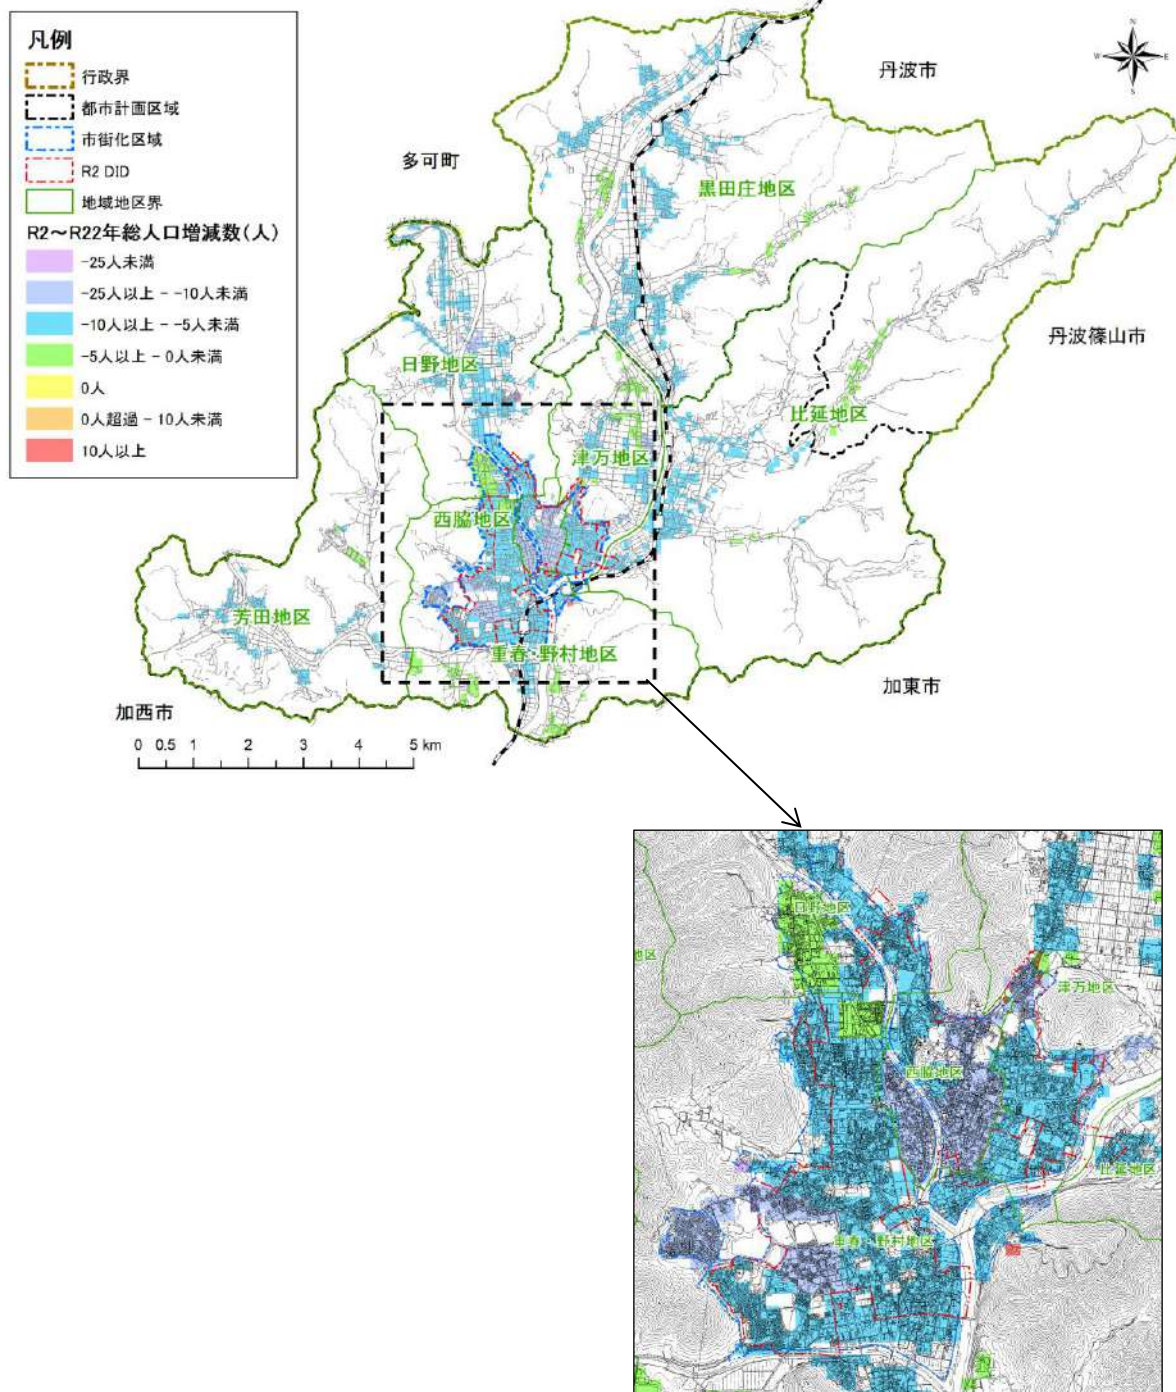 凡例
行政界
都市計画区域
市街化区域
R2 DID
地域地区界
R2～R22年総人口増減数(人)
-25人未満
-25人以上 - -10人未満
-10人以上 - -5人未満
-5人以上 - 0人未満
0人
0人超過 - 10人未満
10人以上
N
W
E
S
丹波市
多可町
黒田庄地区
丹波篠山市
日野地区
比延地区
津万地区
西脇地区
芳田地区
重春・野村地区
加東市
加西市
0 0.5 1 2 3 4 5 km
日野地区
地区
津万地区
西脇地区
比延地区
重春・野村地区